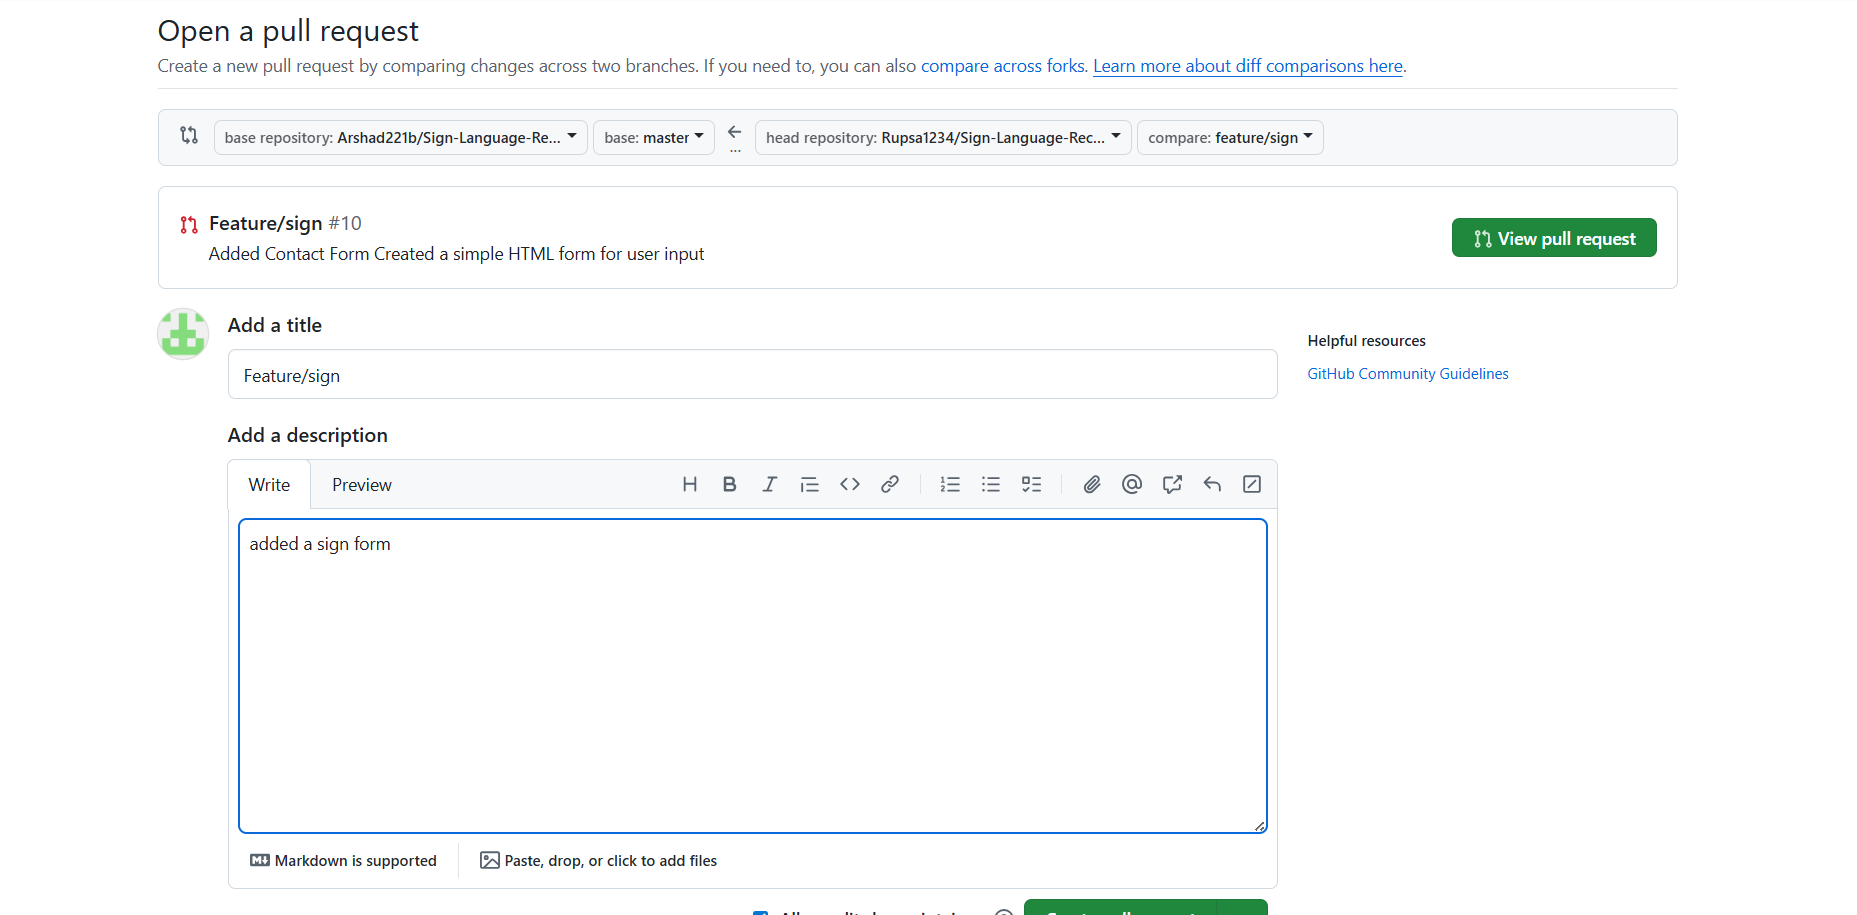 Open a pull request
Create a new pull request by comparing changes across two branches. If you need to, you can also compare across forks. Learn more about diff comparisons here.
base repository: Arshad221b/Sign-Language-Re... base: master ... head repository: Rupsa1234/Sign-Language-Rec... compare: feature/sign
Feature/sign #10
Added Contact Form Created a simple HTML form for user input
View pull request
Add a title
Helpful resources
Feature/sign
GitHub Community Guidelines
Add a description
Write Preview
added a sign form
Markdown is supported Paste, drop, or click to add files